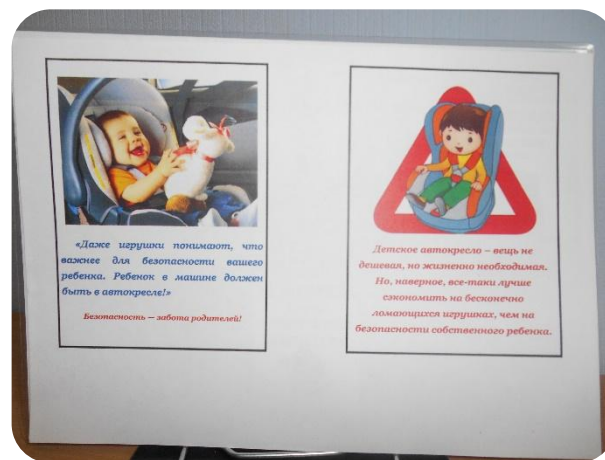 «Даже игрушки понимают, что
важнее для безопасности вашего
ребенка. Ребенок в машине должен
быть в автокресле!»
Безопасность — забота родителей!
Детское автокресло – вещь не
дешевая, но жизненно необходимая.
Но, наверное, все-таки лучше
сэкономить на бесконечно
ломающихся игрушках, чем на
безопасности собственного ребенка.